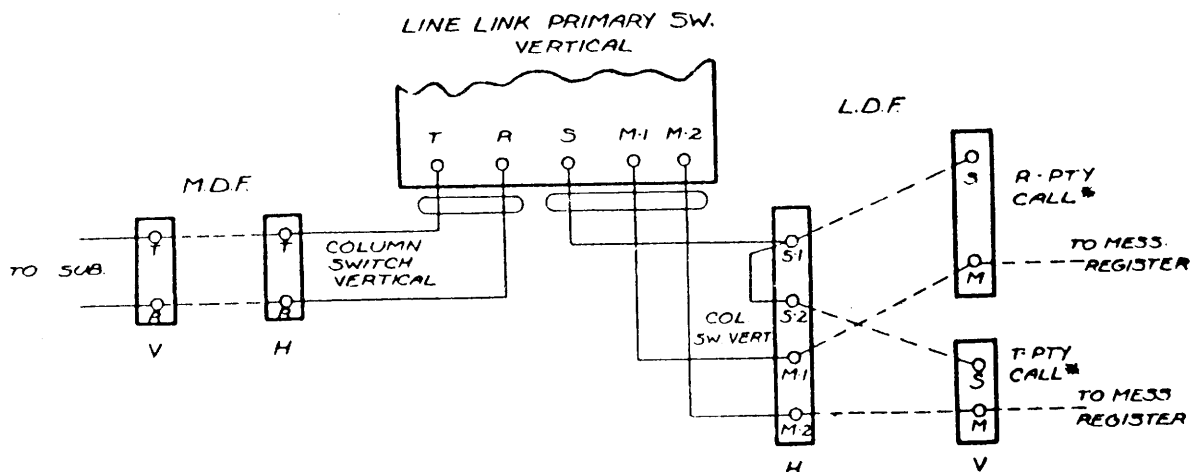 LINE LINK PRIMARY SW.
VERTICAL
L.D.F.
T R S M-1 M-2
M.D.F.
S
R-PTY
CALL#
T T
COLUMN
SWITCH
VERTICAL
TO SUB.
S-1
TO MESS.
REGISTER
M
R R
S-2
COL
SW VERT
V H
M-1
T-PTY
CALL#
S
TO MESS
REGISTER
M-2
M
H V